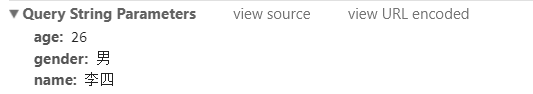 Query String Parameters view source view URL encoded
age: 26
gender: 男
name: 李四